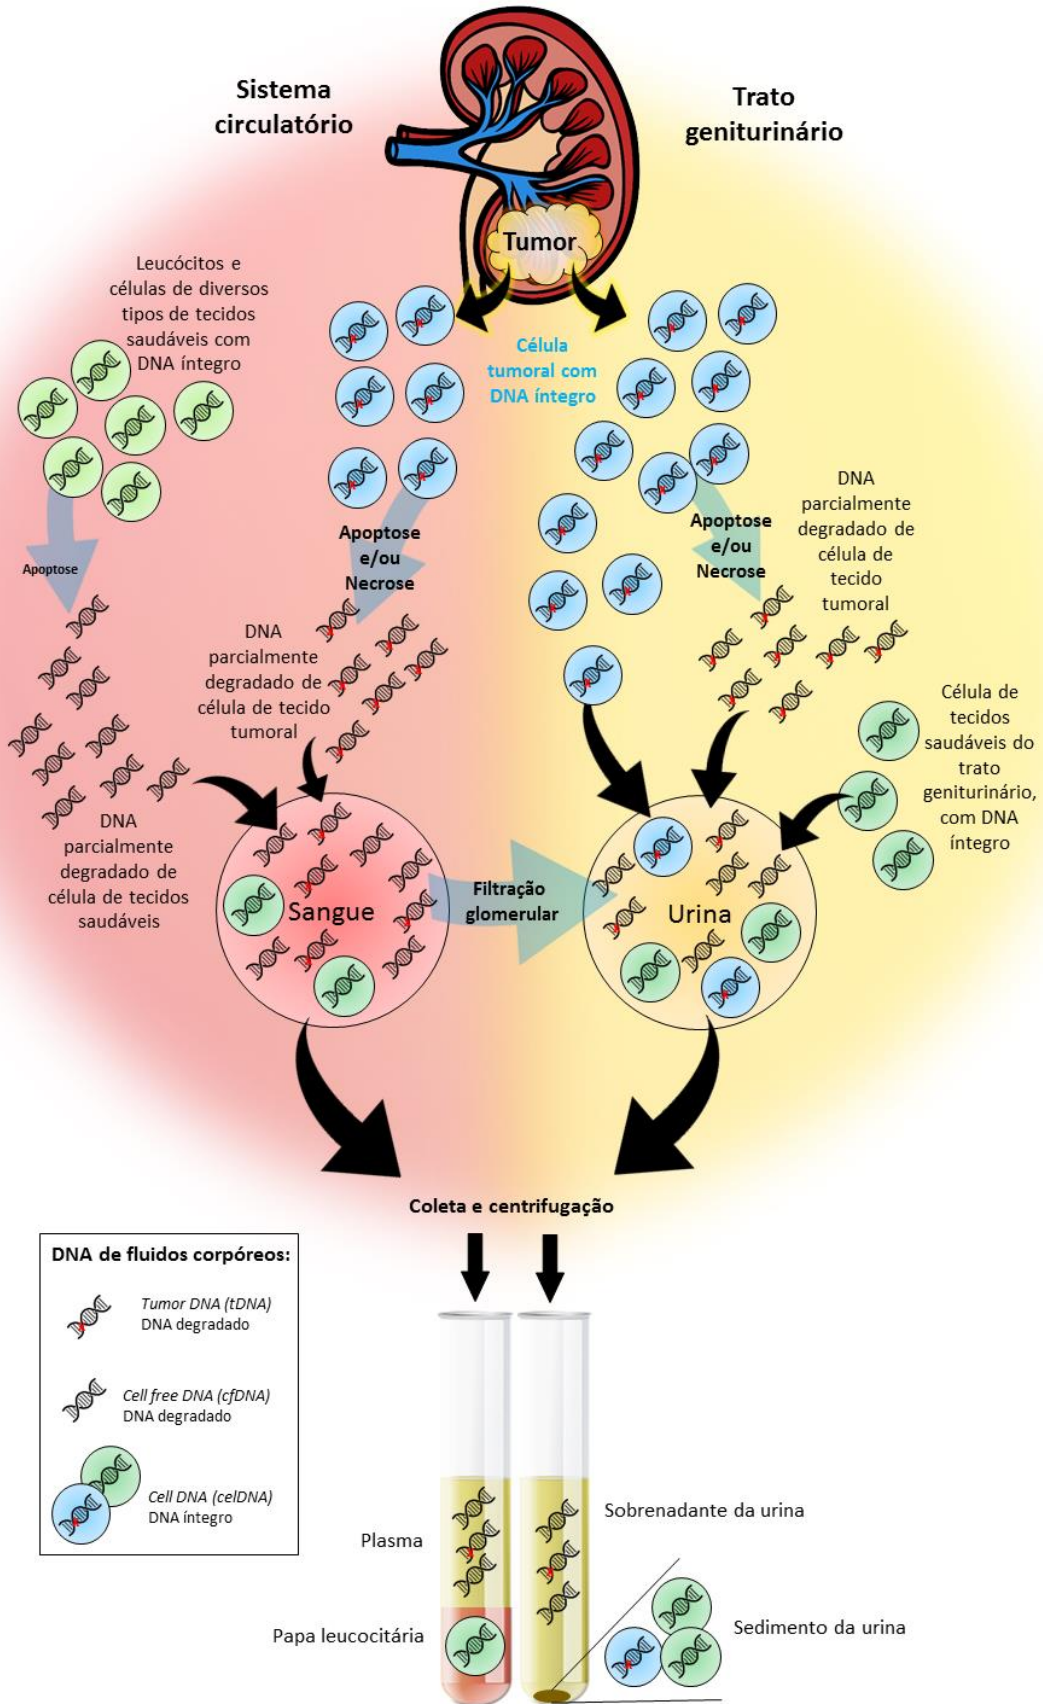 Sistema
circulatório
Trato
geniturinário
Tumor
Leucócitos e
células de diversos
tipos de tecidos
saudáveis com
DNA íntegro
Célula
tumoral com
DNA íntegro
Apoptose
Apoptose
e/ou
Necrose
Apoptose
e/ou
Necrose
DNA
parcialmente
degradado de
célula de
tecido
tumoral
DNA
parcialmente
degradado de
célula de tecido
tumoral
Célula de
tecidos
saudáveis do
trato
geniturinário,
com DNA
íntegro
DNA
parcialmente
degradado de
célula de tecidos
saudáveis
Sangue
Filtração
glomerular
Urina
Coleta e centrifugação
DNA de fluidos corpóreos:
Tumor DNA (tDNA)
DNA degradado
Cell free DNA (cfDNA)
DNA degradado
Cell DNA (celDNA)
DNA íntegro
Plasma
Papa leucocitária
Sobrenadante da urina
Sedimento da urina